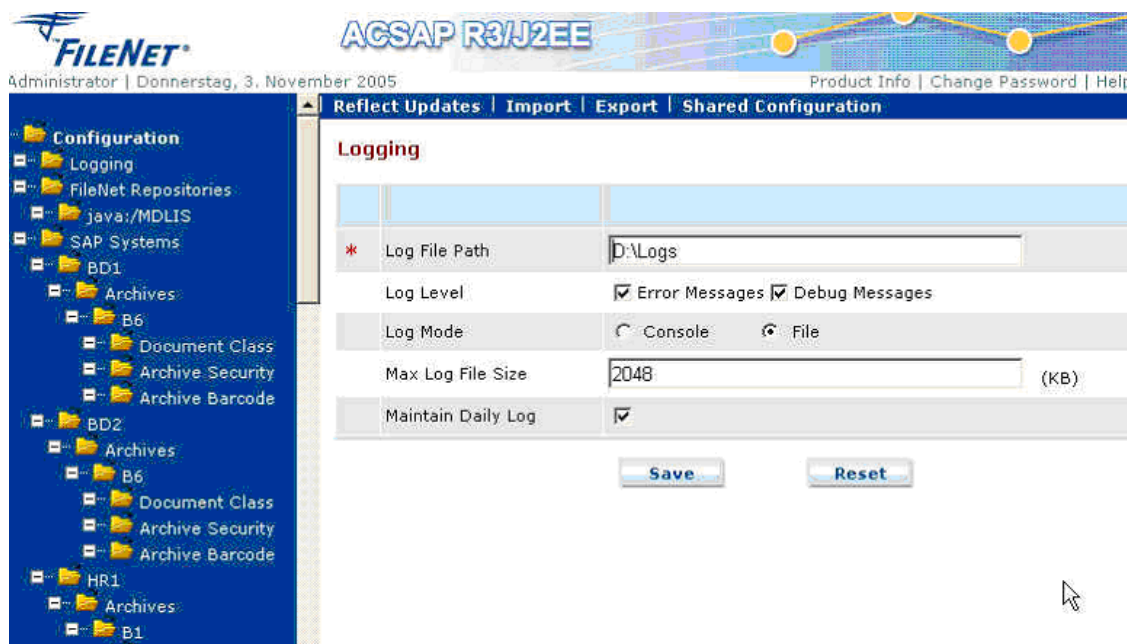 FILENET
ACSAP R3/J2EE
Administrator | Donnerstag, 3. November 2005
Product Info | Change Password | Help
Reflect Updates | Import | Export | Shared Configuration
Configuration
Logging
FileNet Repositories
java:/MDLIS
SAP Systems
BD1
Archives
B6
Document Class
Archive Security
Archive Barcode
BD2
Archives
B6
Document Class
Archive Security
Archive Barcode
HR1
Archives
B1
Logging
* Log File Path D:\Logs
Log Level Error Messages Debug Messages
Log Mode Console File
Max Log File Size 2048 (KB)
Maintain Daily Log
Save Reset